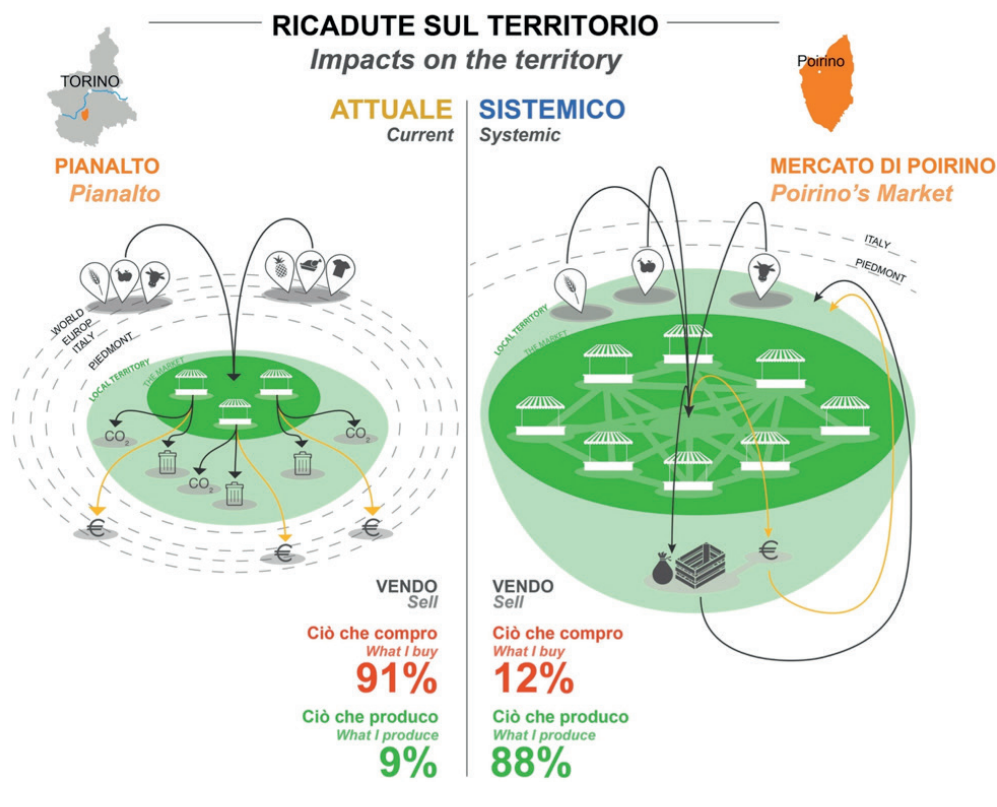 RICADUTE SUL TERRITORIO
Impacts on the territory
TORINO
PIANALTO
Pianalto
ATTUALE
Current
SISTEMICO
Systemic
Poirino
MERCATO DI POIRINO
Poirino's Market
WORLD
EUROP
ITALY
PIEDMONT
LOCAL TERRITORY
THE MARKET
CO2
CO2
CO2
€
€
€
ITALY
PIEDMONT
LOCAL TERRITORY
THE MARKET
€
VENDO
Sell
Ciò che compro
What I buy
91%
Ciò che produco
What I produce
9%
VENDO
Sell
Ciò che compro
What I buy
12%
Ciò che produco
What I produce
88%